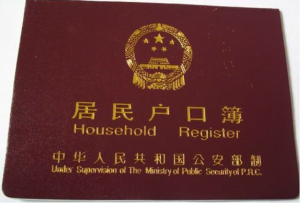 居民户口簿
Household Register
中华人民共和国公安部制
Under Supervision of The Ministry of Public Security of P.R.C.